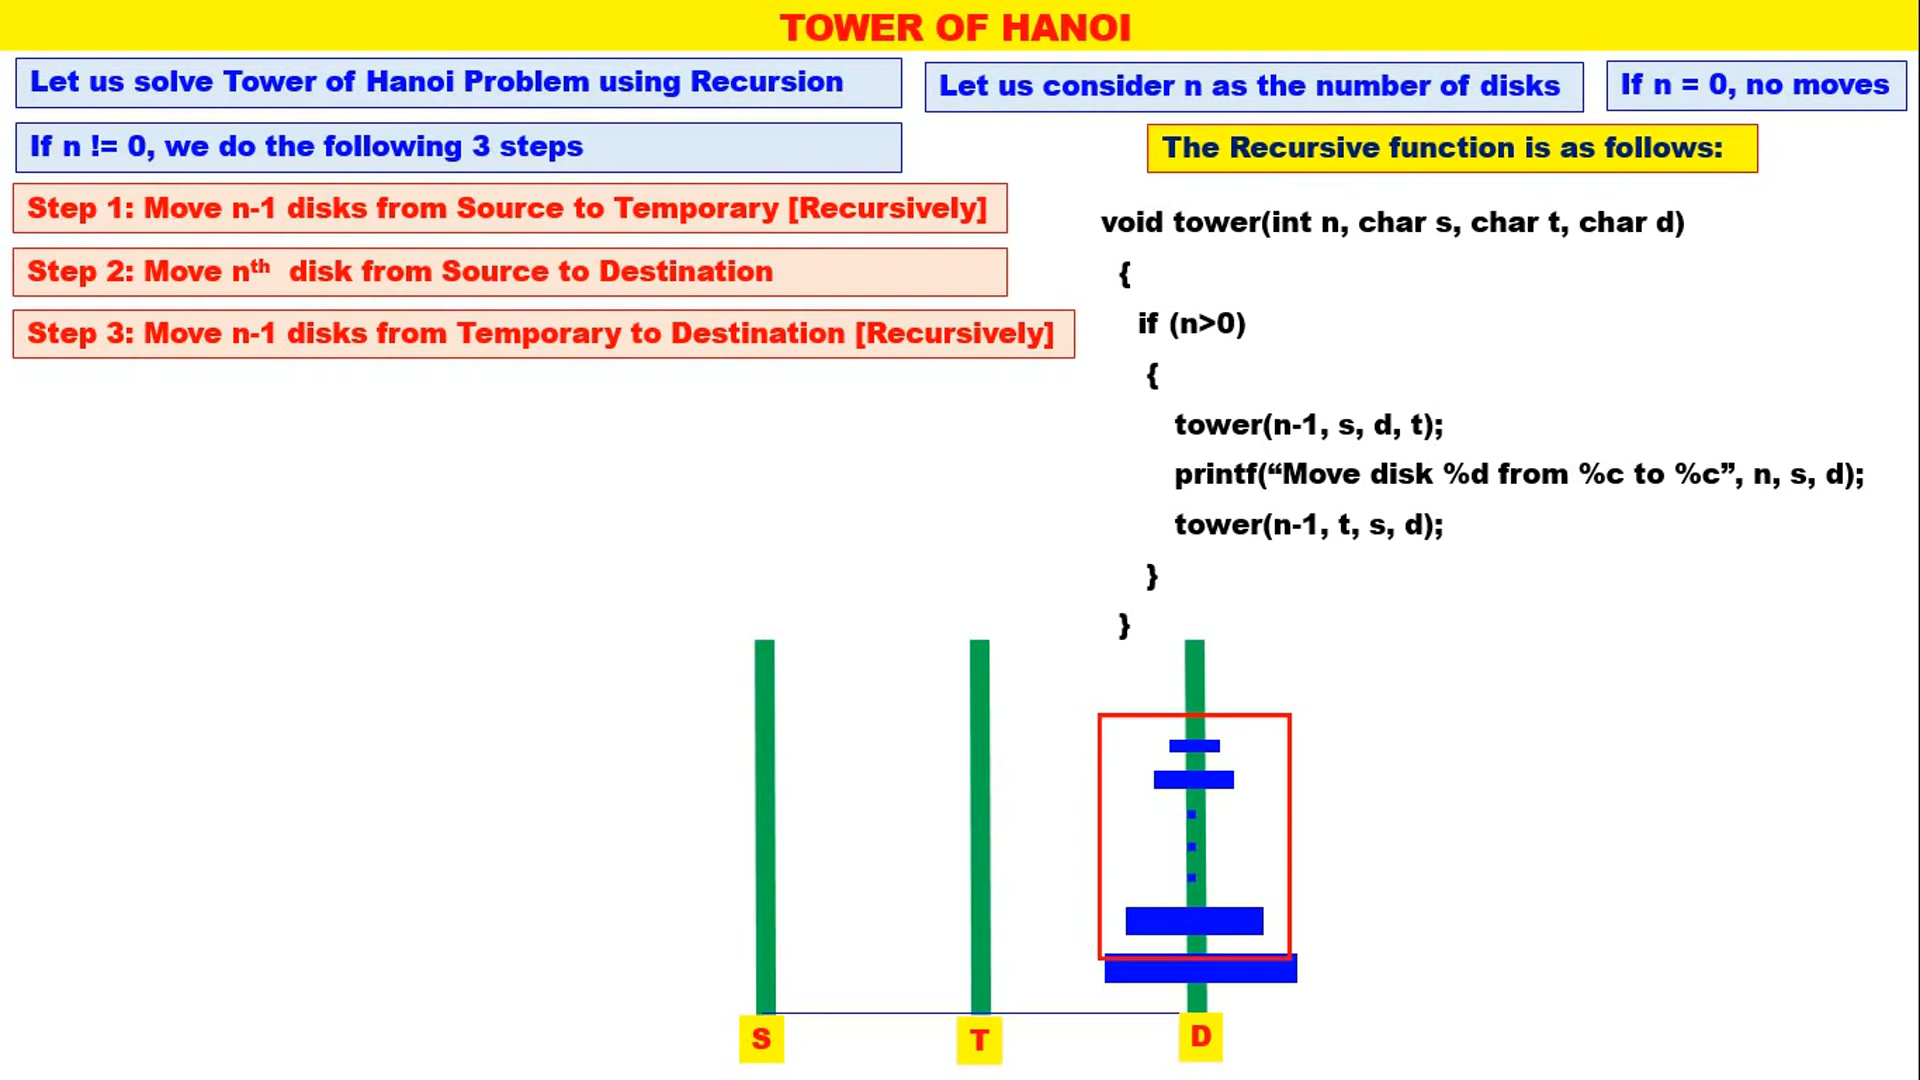 TOWER OF HANOI
Let us solve Tower of Hanoi Problem using Recursion
Let us consider n as the number of disks
If n = 0, no moves
If n != 0, we do the following 3 steps
Step 1: Move n-1 disks from Source to Temporary [Recursively]
Step 2: Move nth disk from Source to Destination
Step 3: Move n-1 disks from Temporary to Destination [Recursively]
The Recursive function is as follows:
void tower(int n, char s, char t, char d)
{
if (n>0)
{
tower(n-1, s, d, t);
printf(“Move disk %d from %c to %c”, n, s, d);
tower(n-1, t, s, d);
}
}
S
T
D